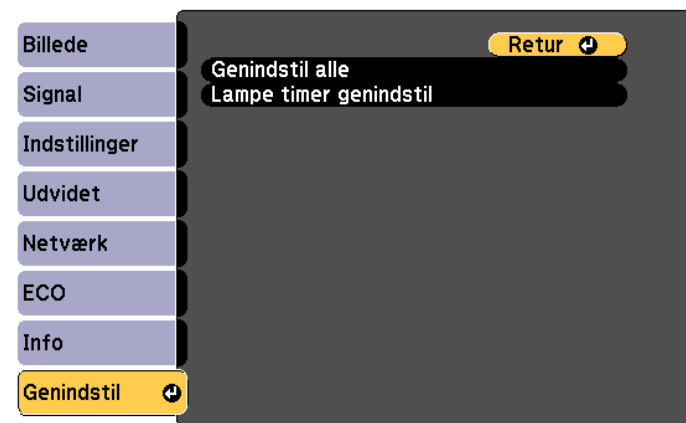 Billede
Signal
Indstillinger
Udvidet
Netværk
ECO
Info
Genindstil
Retur
Genindstil alle
Lampe timer genindstil